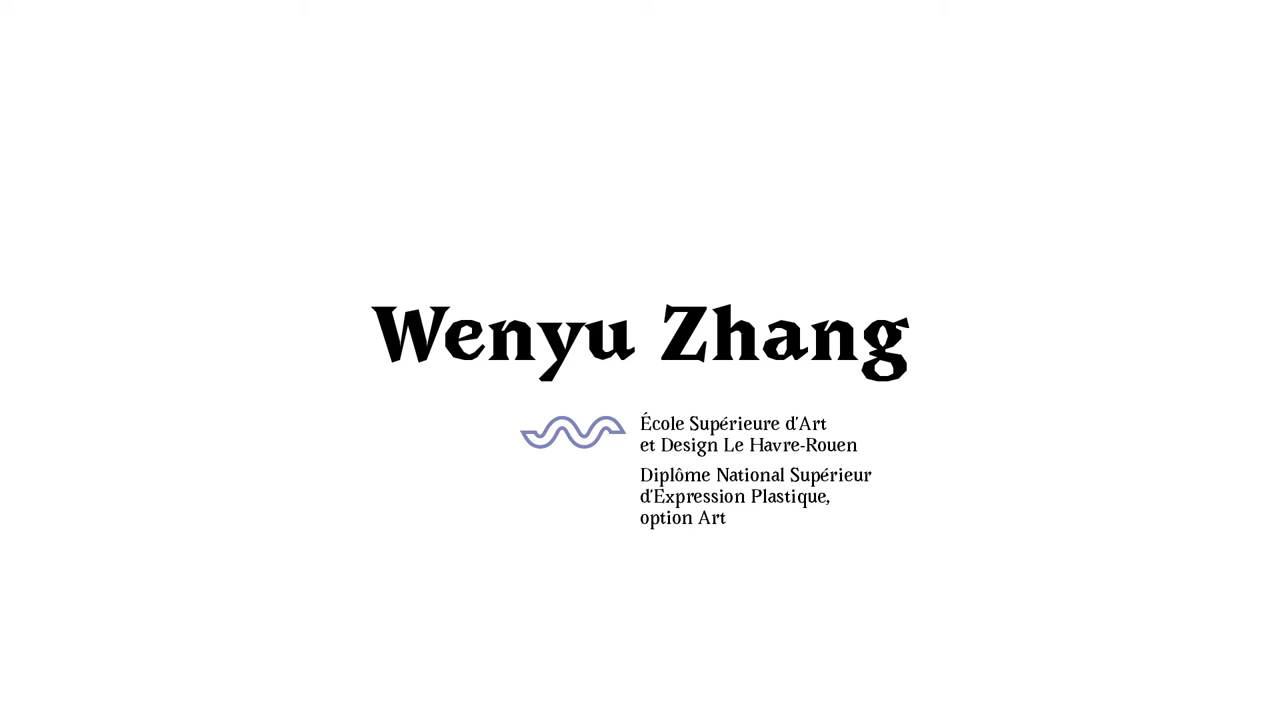 Wenyu Zhang
École Supérieure d'Art
et Design Le Havre-Rouen
Diplôme National Supérieur
d'Expression Plastique,
option Art